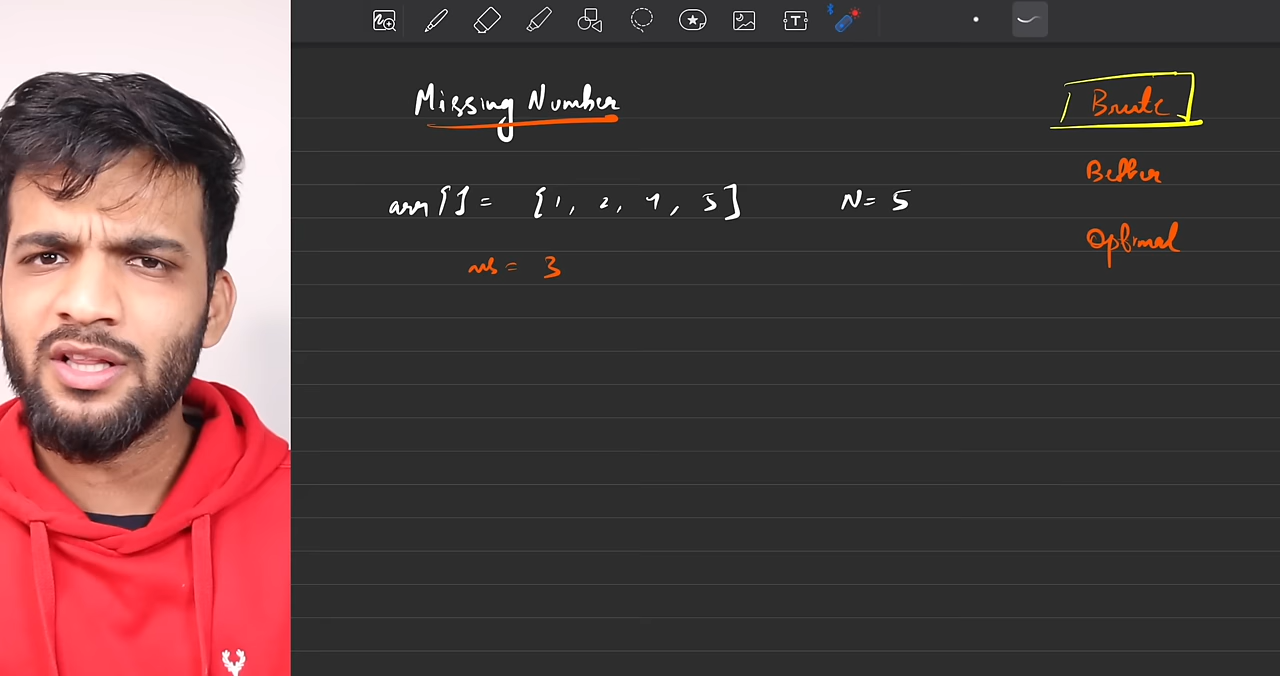 Missing Number
Brute
Better
arr[] = {1, 2, 4, 5} N = 5
Optimal
ans = 3